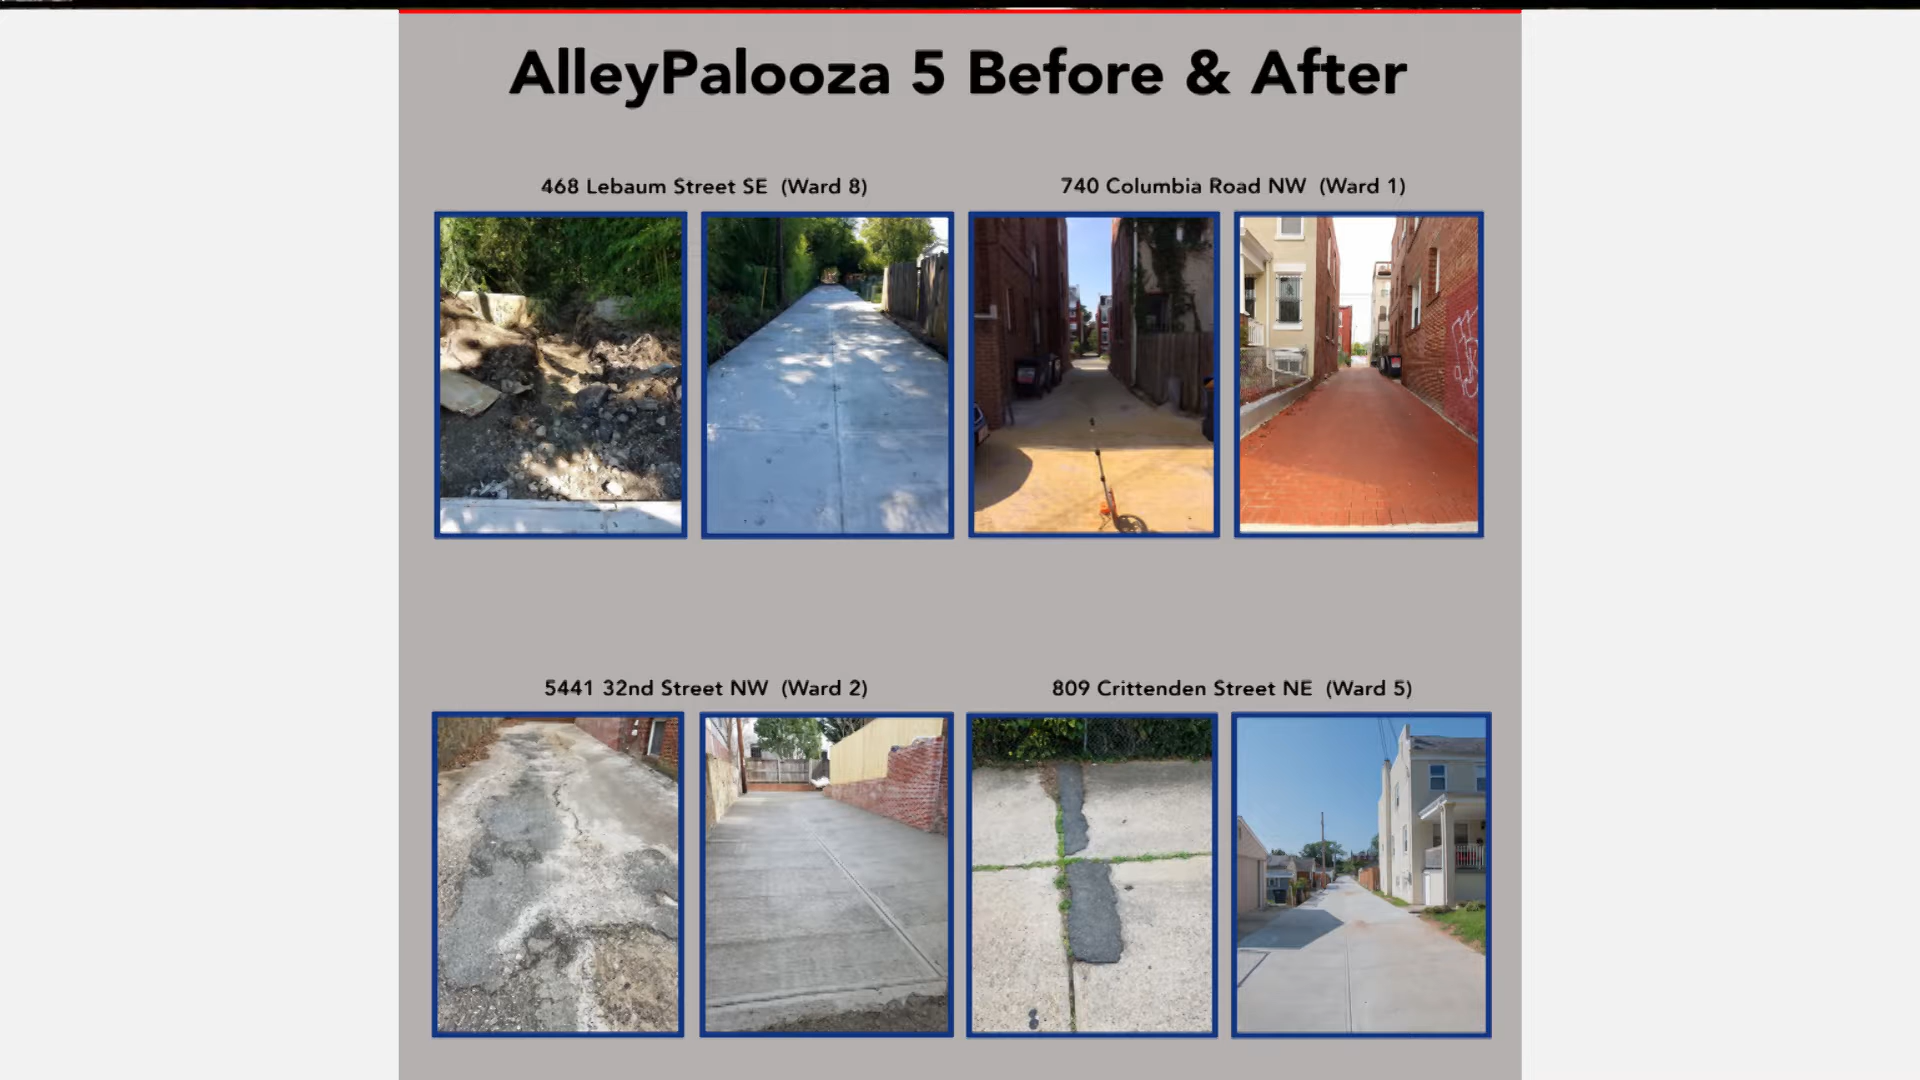 AlleyPalooza 5 Before & After
468 Lebaum Street SE (Ward 8)
740 Columbia Road NW (Ward 1)
5441 32nd Street NW (Ward 2)
809 Crittenden Street NE (Ward 5)